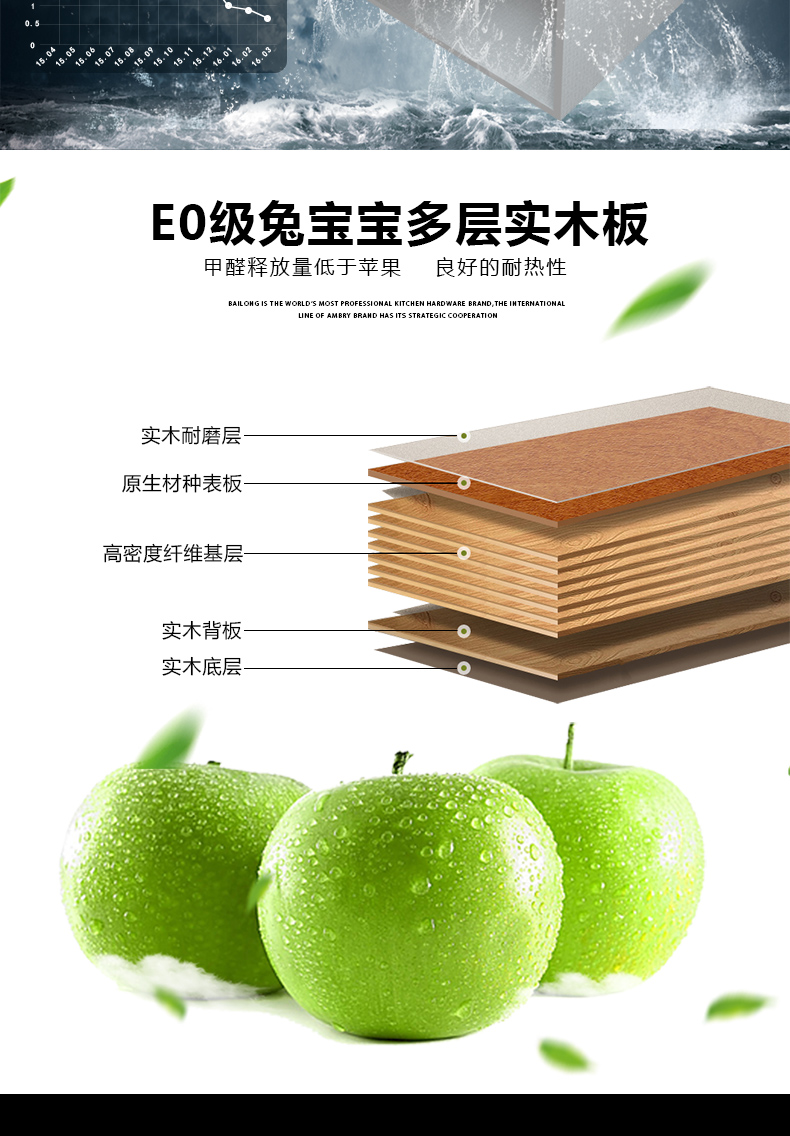 1
0.5
0
15.04 15.05 15.06 15.07 15.08 15.09 15.10 15.11 15.12 16.01 16.02 16.03
E0级兔宝宝多层实木板
甲醛释放量低于苹果 良好的耐热性
BAILONG IS THE WORLD'S MOST PROFESSIONAL KITCHEN HARDWARE BRAND,THE INTERNATIONAL
LINE OF AMBRY BRAND HAS ITS STRATEGIC COOPERATION
实木耐磨层
原生材种表板
高密度纤维基层
实木背板
实木底层